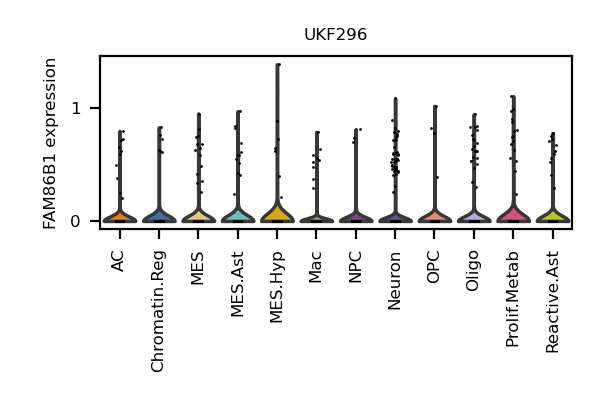 UKF296
FAM86B1 expression
1
0
AC
Chromatin.Reg
MES
MES.Ast
MES.Hyp
Mac
NPC
Neuron
OPC
Oligo
Prolif.Metab
Reactive.Ast